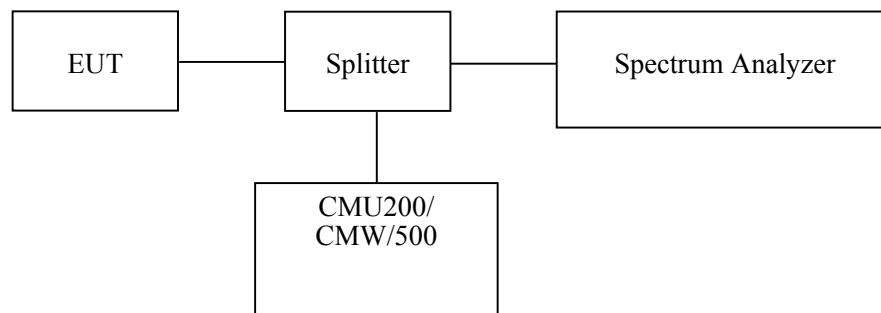 EUT
Splitter
Spectrum Analyzer
CMU200/
CMW/500